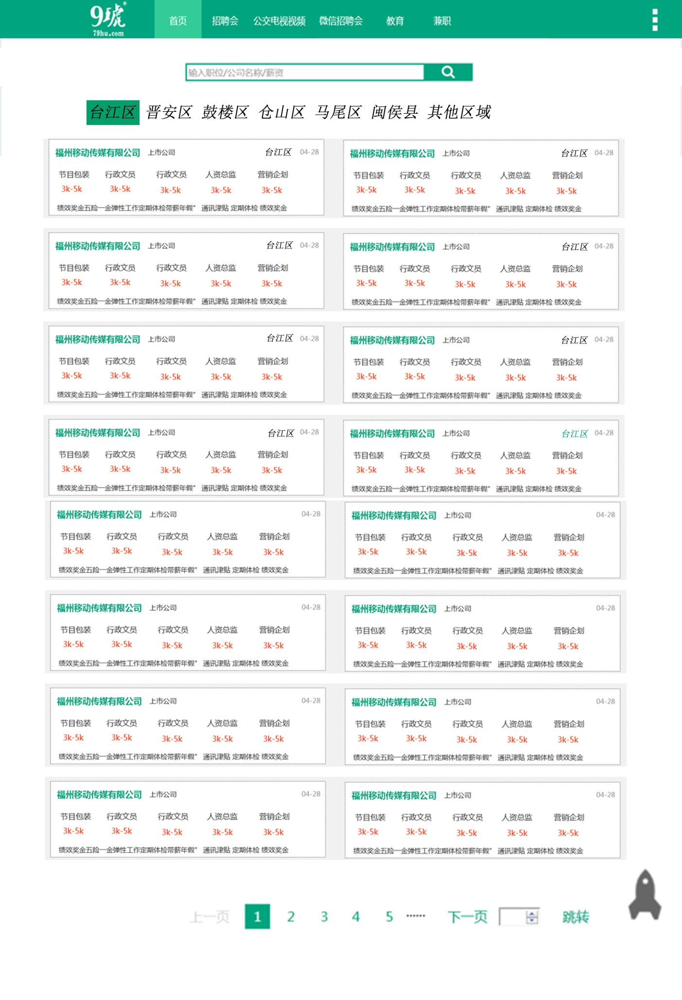 9琥*
79hu.com
首页 招聘会 公交电视视频 微信招聘会 教育 兼职
输入职位/公司名称/薪资
台江区 晋安区 鼓楼区 仓山区 马尾区 闽侯县 其他区域
福州移动传媒有限公司 上市公司 台江区 04-28
节目包装 行政文员 行政文员 人资总监 营销企划
3k-5k 3k-5k 3k-5k 3k-5k 3k-5k
绩效奖金五险一金弹性工作定期体检带薪年假” 通讯津贴 定期体检 绩效奖金
福州移动传媒有限公司 上市公司 台江区 04-28
节目包装 行政文员 行政文员 人资总监 营销企划
3k-5k 3k-5k 3k-5k 3k-5k 3k-5k
绩效奖金五险一金弹性工作定期体检带薪年假” 通讯津贴 定期体检 绩效奖金
福州移动传媒有限公司 上市公司 台江区 04-28
节目包装 行政文员 行政文员 人资总监 营销企划
3k-5k 3k-5k 3k-5k 3k-5k 3k-5k
绩效奖金五险一金弹性工作定期体检带薪年假” 通讯津贴 定期体检 绩效奖金
福州移动传媒有限公司 上市公司 台江区 04-28
节目包装 行政文员 行政文员 人资总监 营销企划
3k-5k 3k-5k 3k-5k 3k-5k 3k-5k
绩效奖金五险一金弹性工作定期体检带薪年假” 通讯津贴 定期体检 绩效奖金
福州移动传媒有限公司 上市公司 台江区 04-28
节目包装 行政文员 行政文员 人资总监 营销企划
3k-5k 3k-5k 3k-5k 3k-5k 3k-5k
绩效奖金五险一金弹性工作定期体检带薪年假” 通讯津贴 定期体检 绩效奖金
福州移动传媒有限公司 上市公司 台江区 04-28
节目包装 行政文员 行政文员 人资总监 营销企划
3k-5k 3k-5k 3k-5k 3k-5k 3k-5k
绩效奖金五险一金弹性工作定期体检带薪年假” 通讯津贴 定期体检 绩效奖金
福州移动传媒有限公司 上市公司 台江区 04-28
节目包装 行政文员 行政文员 人资总监 营销企划
3k-5k 3k-5k 3k-5k 3k-5k 3k-5k
绩效奖金五险一金弹性工作定期体检带薪年假” 通讯津贴 定期体检 绩效奖金
福州移动传媒有限公司 上市公司 台江区 04-28
节目包装 行政文员 行政文员 人资总监 营销企划
3k-5k 3k-5k 3k-5k 3k-5k 3k-5k
绩效奖金五险一金弹性工作定期体检带薪年假” 通讯津贴 定期体检 绩效奖金
福州移动传媒有限公司 上市公司 04-28
节目包装 行政文员 行政文员 人资总监 营销企划
3k-5k 3k-5k 3k-5k 3k-5k 3k-5k
绩效奖金五险一金弹性工作定期体检带薪年假” 通讯津贴 定期体检 绩效奖金
福州移动传媒有限公司 上市公司 04-28
节目包装 行政文员 行政文员 人资总监 营销企划
3k-5k 3k-5k 3k-5k 3k-5k 3k-5k
绩效奖金五险一金弹性工作定期体检带薪年假” 通讯津贴 定期体检 绩效奖金
福州移动传媒有限公司 上市公司 04-28
节目包装 行政文员 行政文员 人资总监 营销企划
3k-5k 3k-5k 3k-5k 3k-5k 3k-5k
绩效奖金五险一金弹性工作定期体检带薪年假” 通讯津贴 定期体检 绩效奖金
福州移动传媒有限公司 上市公司 04-28
节目包装 行政文员 行政文员 人资总监 营销企划
3k-5k 3k-5k 3k-5k 3k-5k 3k-5k
绩效奖金五险一金弹性工作定期体检带薪年假” 通讯津贴 定期体检 绩效奖金
福州移动传媒有限公司 上市公司 04-28
节目包装 行政文员 行政文员 人资总监 营销企划
3k-5k 3k-5k 3k-5k 3k-5k 3k-5k
绩效奖金五险一金弹性工作定期体检带薪年假” 通讯津贴 定期体检 绩效奖金
福州移动传媒有限公司 上市公司 04-28
节目包装 行政文员 行政文员 人资总监 营销企划
3k-5k 3k-5k 3k-5k 3k-5k 3k-5k
绩效奖金五险一金弹性工作定期体检带薪年假” 通讯津贴 定期体检 绩效奖金
福州移动传媒有限公司 上市公司 04-28
节目包装 行政文员 行政文员 人资总监 营销企划
3k-5k 3k-5k 3k-5k 3k-5k 3k-5k
绩效奖金五险一金弹性工作定期体检带薪年假” 通讯津贴 定期体检 绩效奖金
福州移动传媒有限公司 上市公司 04-28
节目包装 行政文员 行政文员 人资总监 营销企划
3k-5k 3k-5k 3k-5k 3k-5k 3k-5k
绩效奖金五险一金弹性工作定期体检带薪年假” 通讯津贴 定期体检 绩效奖金
上一页 1 2 3 4 5 …… 下一页 跳转